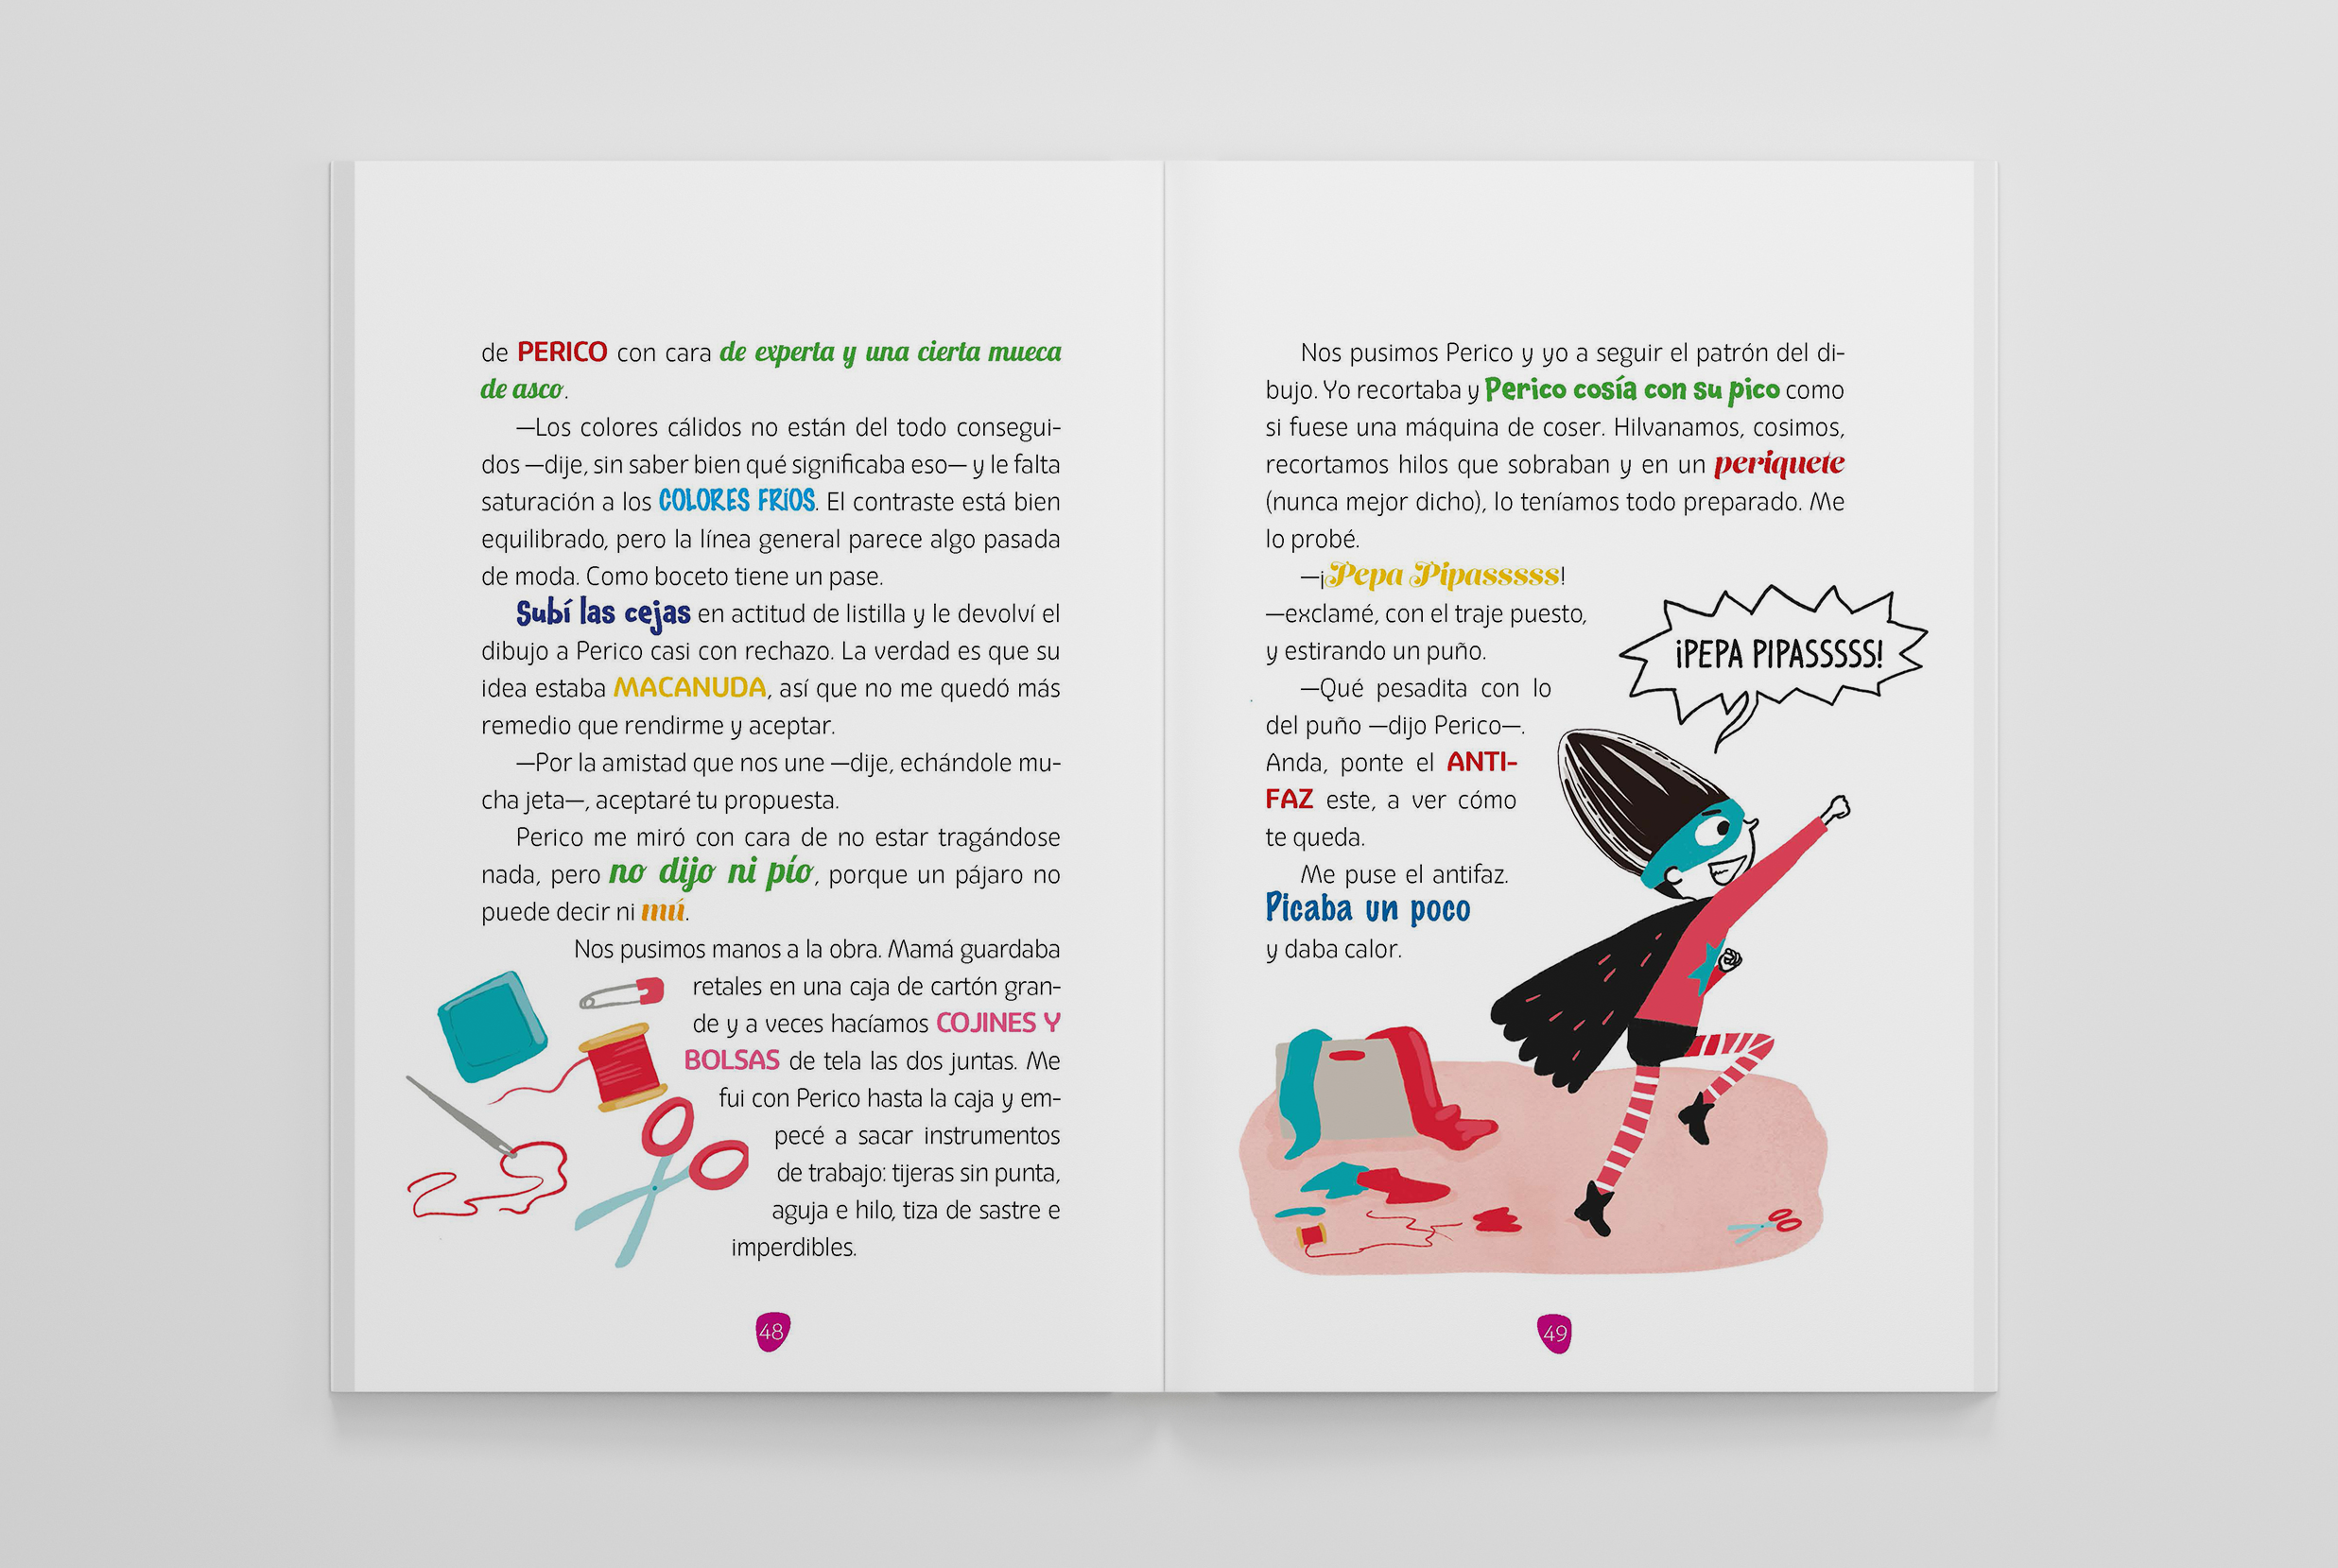 de PERICO con cara de experta y una cierta mueca
de asco.
—Los colores cálidos no están del todo consegui-
dos —dije, sin saber bien qué significaba eso— y le falta
saturación a los COLORES FRÍOS. El contraste está bien
equilibrado, pero la línea general parece algo pasada
de moda. Como boceto tiene un pase.
Subí las cejas en actitud de listilla y le devolví el
dibujo a Perico casi con rechazo. La verdad es que su
idea estaba MACANUDA, así que no me quedó más
remedio que rendirme y aceptar.
—Por la amistad que nos une —dije, echándole mu-
cha jeta—, aceptaré tu propuesta.
Perico me miró con cara de no estar tragándose
nada, pero no dijo ni pío, porque un pájaro no
puede decir ni mú.
Nos pusimos manos a la obra. Mamá guardaba
retales en una caja de cartón gran-
de y a veces hacíamos COJINES Y
BOLSAS de tela las dos juntas. Me
fui con Perico hasta la caja y em-
pecé a sacar instrumentos
de trabajo: tijeras sin punta,
aguja e hilo, tiza de sastre e
imperdibles.
48
Nos pusimos Perico y yo a seguir el patrón del di-
bujo. Yo recortaba y Perico cosía con su pico como
si fuese una máquina de coser. Hilvanamos, cosimos,
recortamos hilos que sobraban y en un periquete
(nunca mejor dicho), lo teníamos todo preparado. Me
lo probé.
—¡Pepa Pipasssss!
—exclamé, con el traje puesto,
y estirando un puño.
—Qué pesadita con lo
del puño —dijo Perico—.
Anda, ponte el ANTI-
FAZ este, a ver cómo
te queda.
Me puse el antifaz.
Picaba un poco
y daba calor.
¡PEPA PIPASSSSS!
49